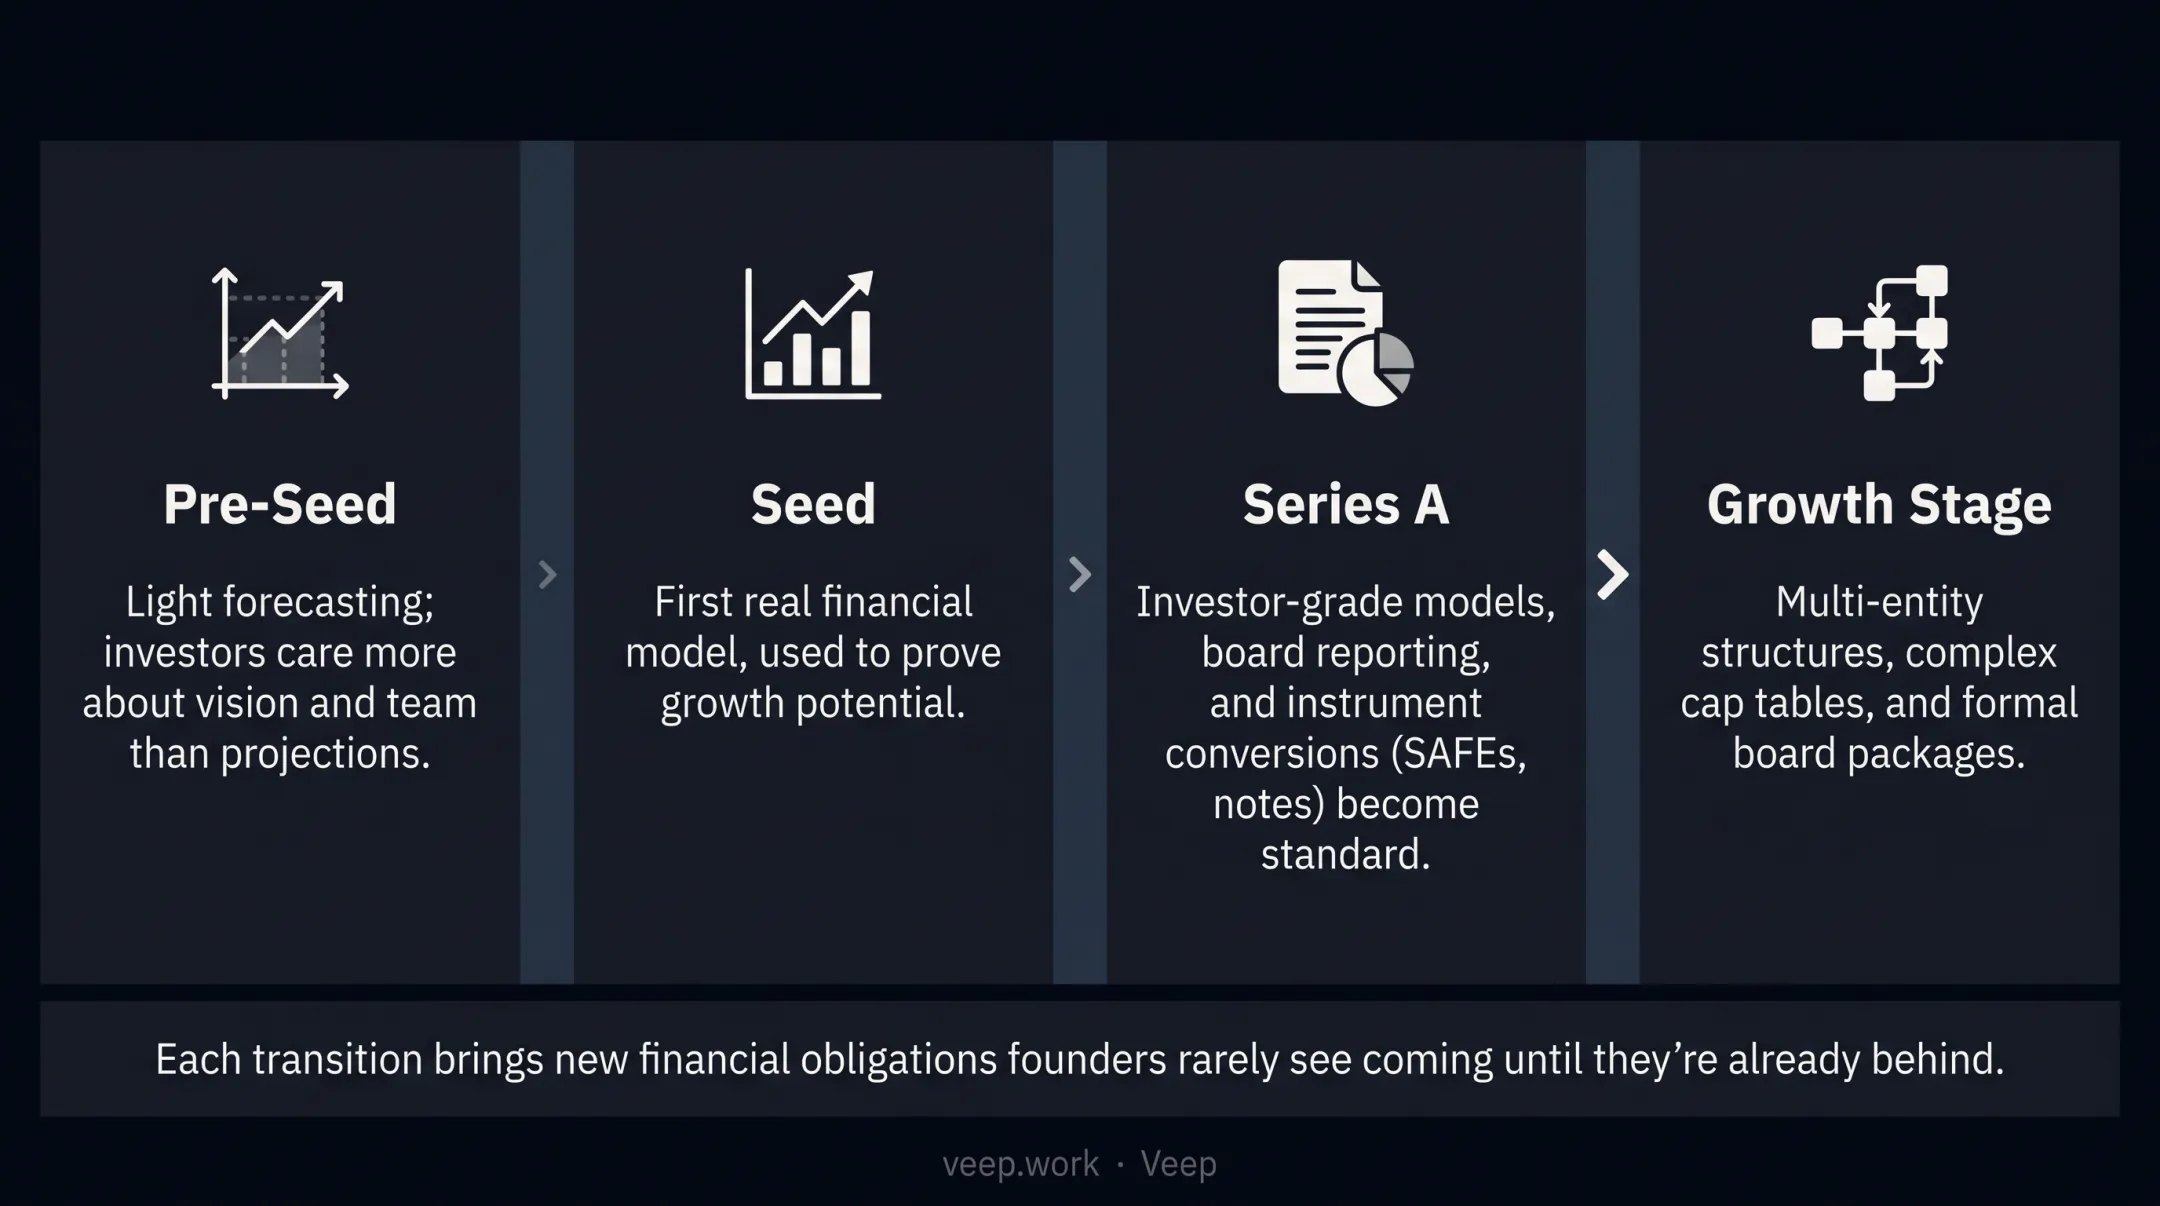 Pre-Seed
Light forecasting;
investors care more
about vision and team
than projections.
Seed
First real financial
model, used to prove
growth potential.
Series A
Investor-grade models,
board reporting,
and instrument
conversions (SAFEs,
notes) become
standard.
Growth Stage
Multi-entity
structures, complex
cap tables, and formal
board packages.
Each transition brings new financial obligations founders rarely see coming until they’re already behind.
veep.work · Veep